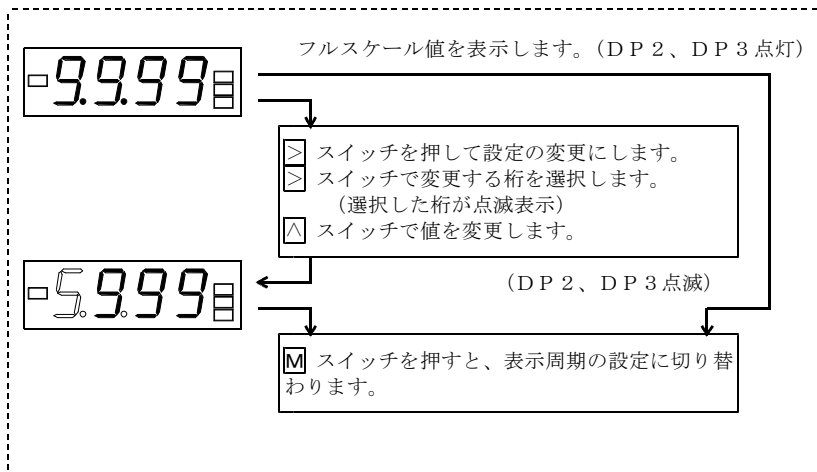 フルスケール値を表示します。（ＤＰ２、ＤＰ３点灯）
-9.9.99
> スイッチを押して設定の変更にします。
> スイッチで変更する桁を選択します。
（選択した桁が点滅表示）
∧ スイッチで値を変更します。
（ＤＰ２、ＤＰ３点滅）
-5.9.99
M スイッチを押すと、表示周期の設定に切り替
わります。